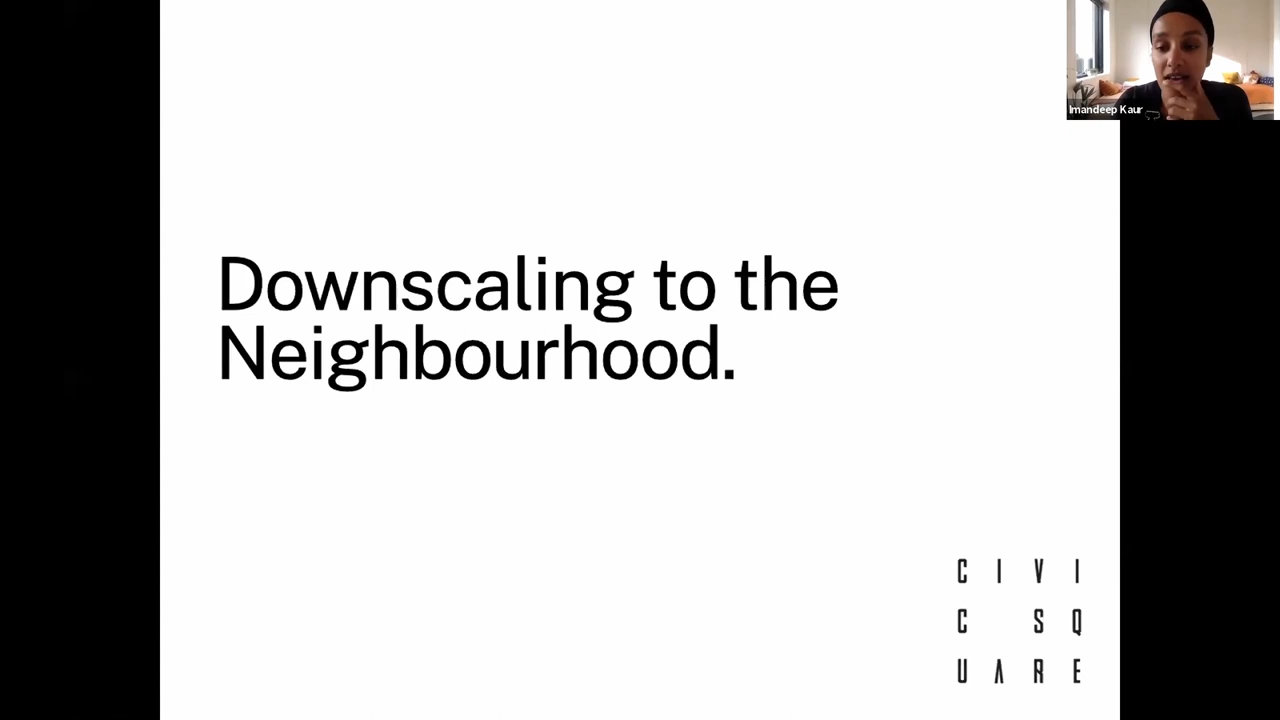 Imandeep Kaur
Downscaling to the
Neighbourhood.
C I V I
C S Q
U A R E